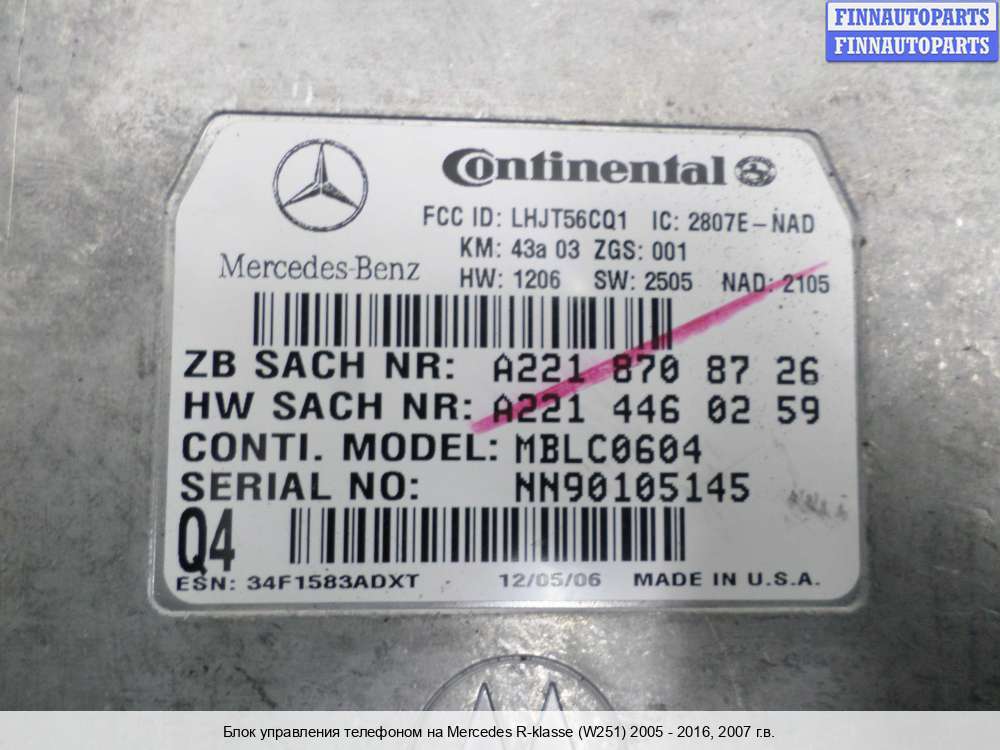 FINNAUTOPARTS
FINNAUTOPARTS
Continental
FCC ID: LHJT56CQ1 IC: 2807E-NAD
KM: 43a 03 ZGS: 001
Mercedes-Benz
HW: 1206 SW: 2505 NAD: 2105
ZB SACH NR: A221 870 87 26
HW SACH NR: A221 446 02 59
CONTI. MODEL: MBLC0604
SERIAL NO: NN90105145
Q4
ESN: 34F1583ADXT 12/05/06 MADE IN U.S.A.
Блок управления телефоном на Mercedes R-klasse (W251) 2005 - 2016, 2007 г.в.